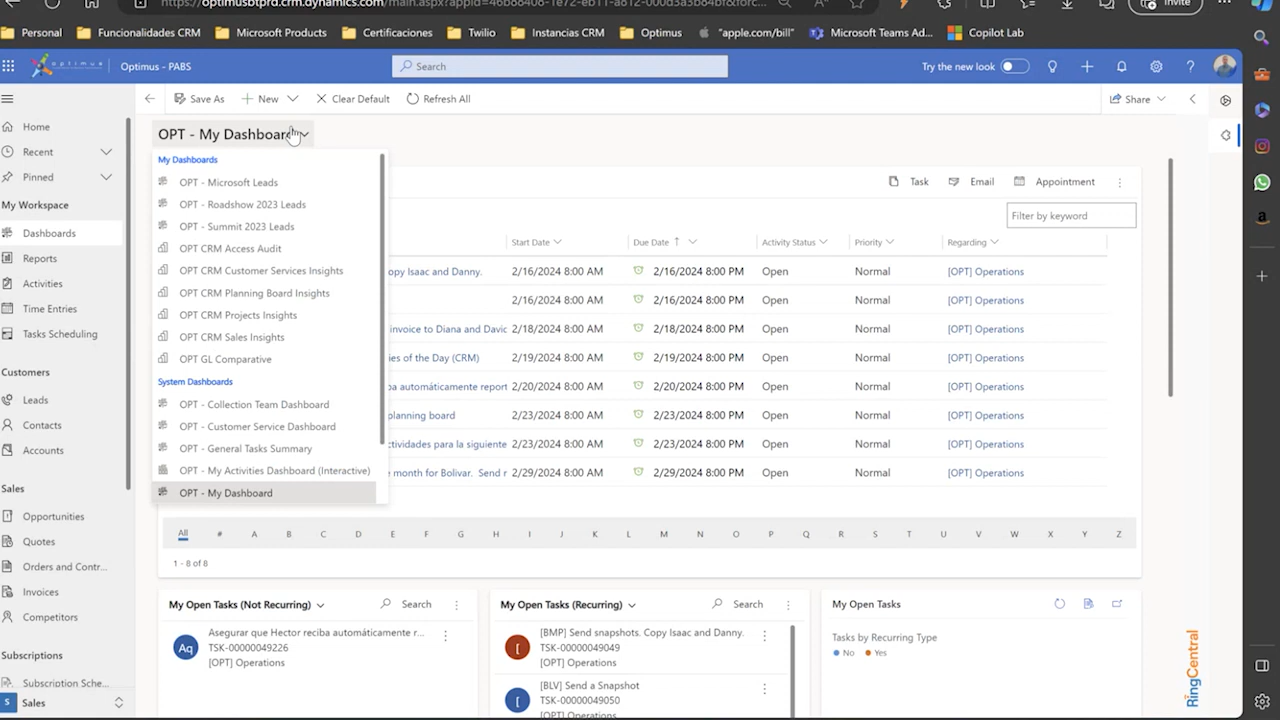 optimusbtprd.crm.dynamics.com/main.aspx?appid=
Invite
Personal Funcionalidades CRM Microsoft Products Certificaciones Twilio Instancias CRM Optimus "apple.com/bill" Microsoft Teams Ad... Copilot Lab
optimus Optimus - PABS Search Try the new look
Save As New Clear Default Refresh All Share
Home
Recent
Pinned
My Workspace
Dashboards
Reports
Activities
Time Entries
Tasks Scheduling
Customers
Leads
Contacts
Accounts
Sales
Opportunities
Quotes
Orders and Contr...
Invoices
Competitors
Subscriptions
Subscription Sche...
S Sales
OPT - My Dashboard
My Dashboards
OPT - Microsoft Leads
OPT - Roadshow 2023 Leads
OPT - Summit 2023 Leads
OPT CRM Access Audit
OPT CRM Customer Services Insights
OPT CRM Planning Board Insights
OPT CRM Projects Insights
OPT CRM Sales Insights
OPT GL Comparative
System Dashboards
OPT - Collection Team Dashboard
OPT - Customer Service Dashboard
OPT - General Tasks Summary
OPT - My Activities Dashboard (Interactive)
OPT - My Dashboard
Task Email Appointment
Filter by keyword
Start Date Due Date Activity Status Priority Regarding
opy Isaac and Danny. 2/16/2024 8:00 AM 2/16/2024 8:00 PM Open Normal [OPT] Operations
2/16/2024 8:00 AM 2/16/2024 8:00 PM Open Normal [OPT] Operations
invoice to Diana and David 2/18/2024 8:00 AM 2/18/2024 8:00 PM Open Normal [OPT] Operations
ies of the Day (CRM) 2/19/2024 8:00 AM 2/19/2024 8:00 PM Open Normal [OPT] Operations
ba automáticamente report 2/20/2024 8:00 AM 2/20/2024 8:00 PM Open Normal [OPT] Operations
planning board 2/23/2024 8:00 AM 2/23/2024 8:00 PM Open Normal [OPT] Operations
ctividades para la siguiente 2/23/2024 8:00 AM 2/23/2024 8:00 PM Open Normal [OPT] Operations
e month for Bolivar. Send r 2/29/2024 8:00 AM 2/29/2024 8:00 PM Open Normal [OPT] Operations
All # A B C D E F G H I J K L M N O P Q R S T U V W X Y Z
1 - 8 of 8
My Open Tasks (Not Recurring) Search
Aq
Asegurar que Hector reciba automáticamente r...
TSK-00000049226
[OPT] Operations
My Open Tasks (Recurring) Search
[
[BMP] Send snapshots. Copy Isaac and Danny.
TSK-00000049049
[OPT] Operations
[
[BLV] Send a Snapshot
TSK-00000049050
[OPT] Operations
My Open Tasks
Tasks by Recurring Type
No Yes
RingCentral